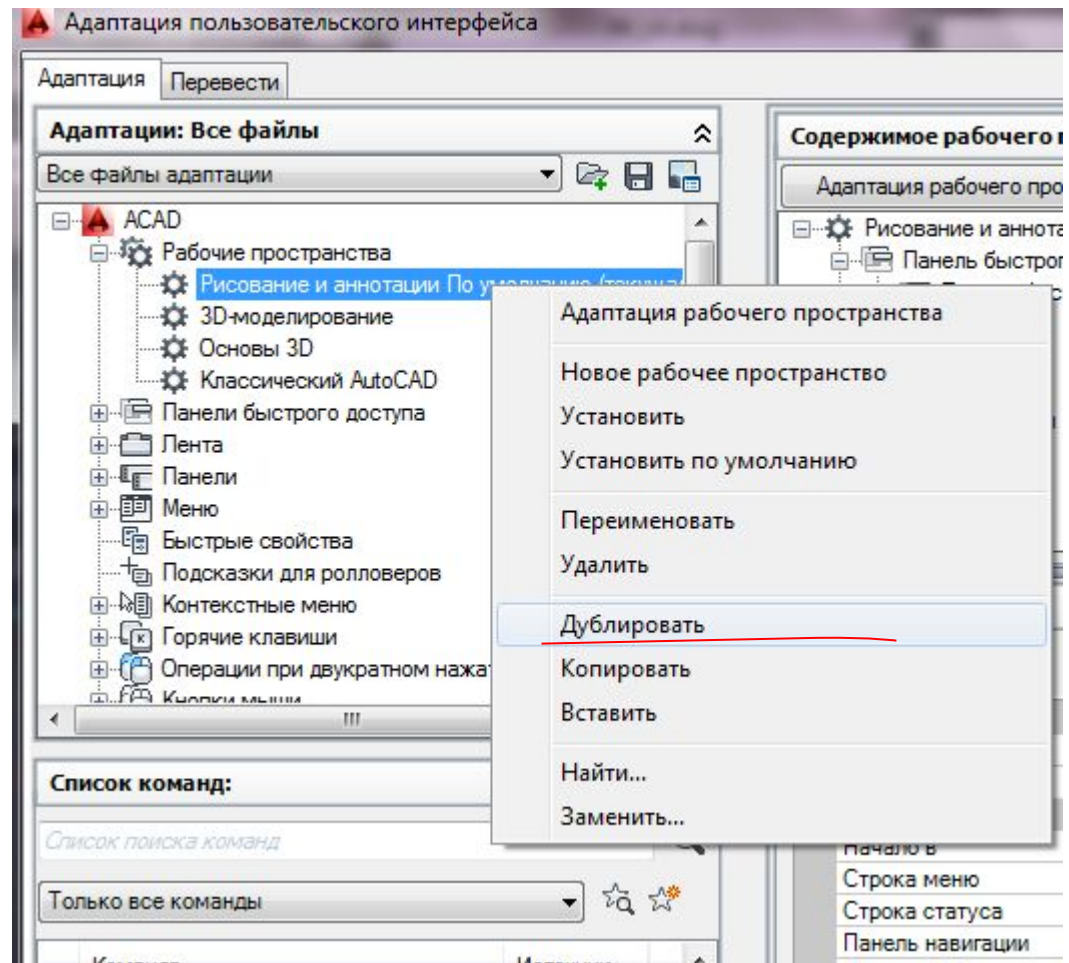 Адаптация пользовательского интерфейса
Адаптация
Перевести
Адаптации: Все файлы
Все файлы адаптации
ACAD
Рабочие пространства
Рисование и аннотации По умолчанию (текущая
3D-моделирование
Основы 3D
Классический AutoCAD
Панели быстрого доступа
Лента
Панели
Меню
Быстрые свойства
Подсказки для ролловеров
Контекстные меню
Горячие клавиши
Операции при двукратном нажат
Кнопки мыши
Список команд:
Список поиска команд
Только все команды
Содержимое рабочего
Адаптация рабочего про
Рисование и аннота
Панель быстрог
Адаптация рабочего пространства
Новое рабочее пространство
Установить
Установить по умолчанию
Переименовать
Удалить
Дублировать
Копировать
Вставить
Найти...
Заменить...
Начало в
Строка меню
Строка статуса
Панель навигации